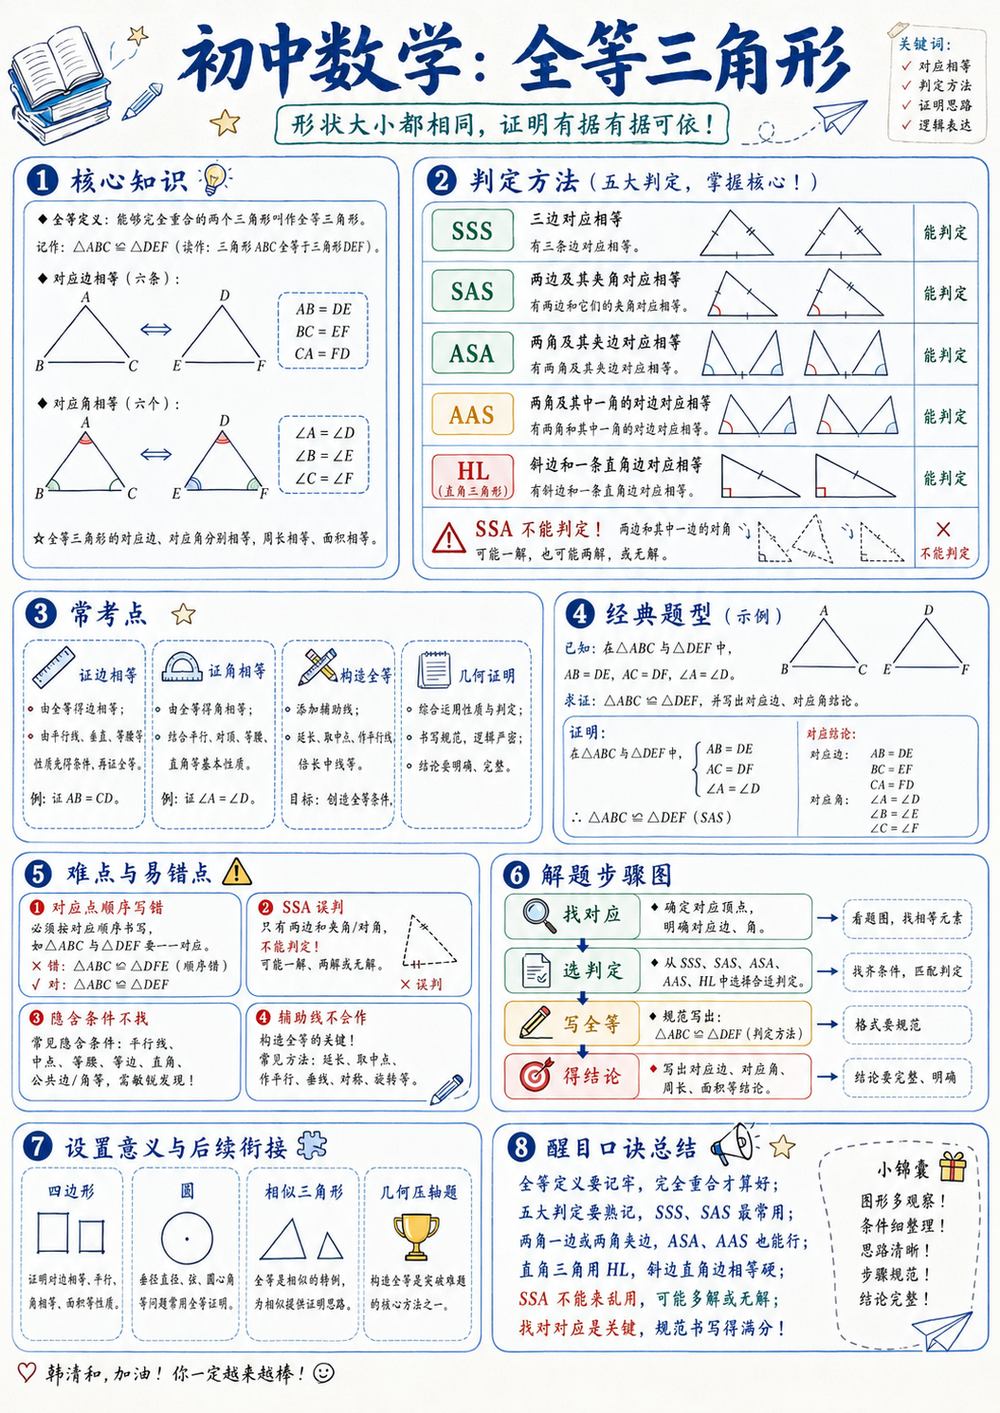 初中数学：全等三角形
形状大小都相同，证明有据有据可依！
关键词：
✓ 对应相等
✓ 判定方法
✓ 证明思路
✓ 逻辑表达
1 核心知识
◆ 全等定义：能够完全重合的两个三角形叫作全等三角形。
记作：△ABC ≌ △DEF（读作：三角形 ABC 全等于三角形DEF）。
◆ 对应边相等（六条）：
A
D
B
C
E
F
AB = DE
BC = EF
CA = FD
◆ 对应角相等（六个）：
A
D
B
C
E
F
∠A = ∠D
∠B = ∠E
∠C = ∠F
☆全等三角形的对应边、对应角分别相等，周长相等、面积相等。
2 判定方法（五大判定，掌握核心！）
SSS
三边对应相等
有三条边对应相等。
能判定
SAS
两边及其夹角对应相等
有两边和它们的夹角对应相等。
能判定
ASA
两角及其夹边对应相等
有两角及其夹边对应相等。
能判定
AAS
两角及其中一角的对边对应相等
有两角和其中一角的对边对应相等。
能判定
HL
（直角三角形）
斜边和一条直角边对应相等
有斜边和一条直角边对应相等。
能判定
SSA 不能判定！ 两边和其中一边的对角
可能一解，也可能两解，或无解。
×
不能判定
3 常考点
证边相等
• 由全等得边相等；
• 由平行线、垂直、等腰等
性质先得条件，再证全等。
例：证 AB = CD。
证角相等
• 由全等得角相等；
• 结合平行、对顶、等腰、
直角等基本性质。
例：证 ∠A = ∠D。
构造全等
• 添加辅助线；
• 延长、取中点、作平行线
倍长中线等。
目标：创造全等条件，
几何证明
• 综合运用性质与判定；
• 书写规范，逻辑严密；
• 结论要明确、完整。
4 经典题型（示例）
已知：在△ABC 与△DEF 中，
AB = DE，AC = DF，∠A = ∠D。
求证：△ABC ≌ △DEF，并写出对应边、对应角结论。
A
D
B
C
E
F
证明：
在△ABC 与△DEF 中，
AB = DE
AC = DF
∠A = ∠D
∴ △ABC ≌ △DEF（SAS）
对应结论：
对应边： AB = DE
BC = EF
CA = FD
对应角： ∠A = ∠D
∠B = ∠E
∠C = ∠F
5 难点与易错点
1 对应点顺序写错
必须按对应顺序书写，
如△ABC 与△DEF 要一一对应。
× 错：△ABC ≌ △DFE（顺序错）
√ 对：△ABC ≌ △DEF
2 SSA 误判
只有两边和夹角/对角，
不能判定！
可能一解、两解或无解。
× 误判
3 隐含条件不找
常见隐含条件：平行线、
中点、等腰、等边、直角、
公共边/角等，需敏锐发现！
4 辅助线不会作
构造全等的关键！
常见方法：延长、取中点、
作平行、垂线、对称、旋转等。
6 解题步骤图
找对应
◆ 确定对应顶点，
明确对应边、角。
看题图，找相等元素
选判定
◆ 从 SSS、SAS、ASA、
AAS、HL 中选择合适判定。
找齐条件，匹配判定
写全等
◆ 规范写出：
△ABC ≌ △DEF（判定方法）
格式要规范
得结论
◆ 写出对应边、对应角、
周长、面积等结论。
结论要完整、明确
7 设置意义与后续衔接
四边形
证明对边相等、平行、
角相等、面积等性质。
圆
垂径直径、弦、圆心角
等问题常用全等证明。
相似三角形
全等是相似的特例，
为相似提供证明思路。
几何压轴题
构造全等是突破难题
的核心方法之一。
8 醒目口诀总结
全等定义要记牢，完全重合才算好；
五大判定要熟记，SSS、SAS 最常用；
两角一边或两角夹边，ASA、AAS 也能行；
直角三角用 HL，斜边直角边相等硬；
SSA 不能来乱用，可能多解或无解；
找对对应是关键，规范书写得满分！
小锦囊
图形多观察！
条件细整理！
思路清晰！
步骤规范！
结论完整！
♡ 韩清和，加油！你一定越来越棒！☺